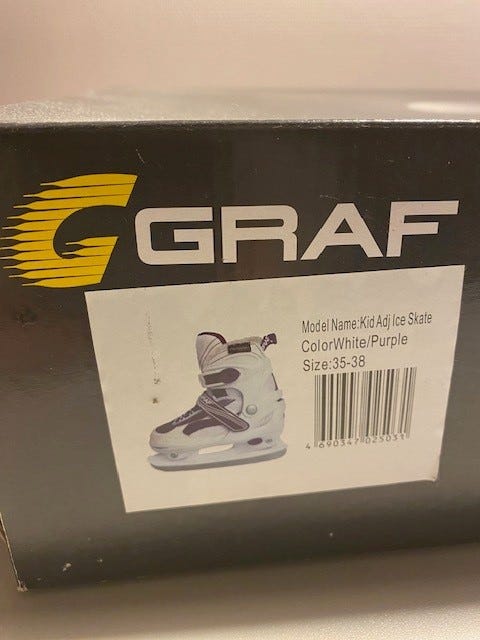 GRAF
Model Name:Kid Adj Ice Skate
ColorWhite/Purple
Size:35-38
4 690347 025031